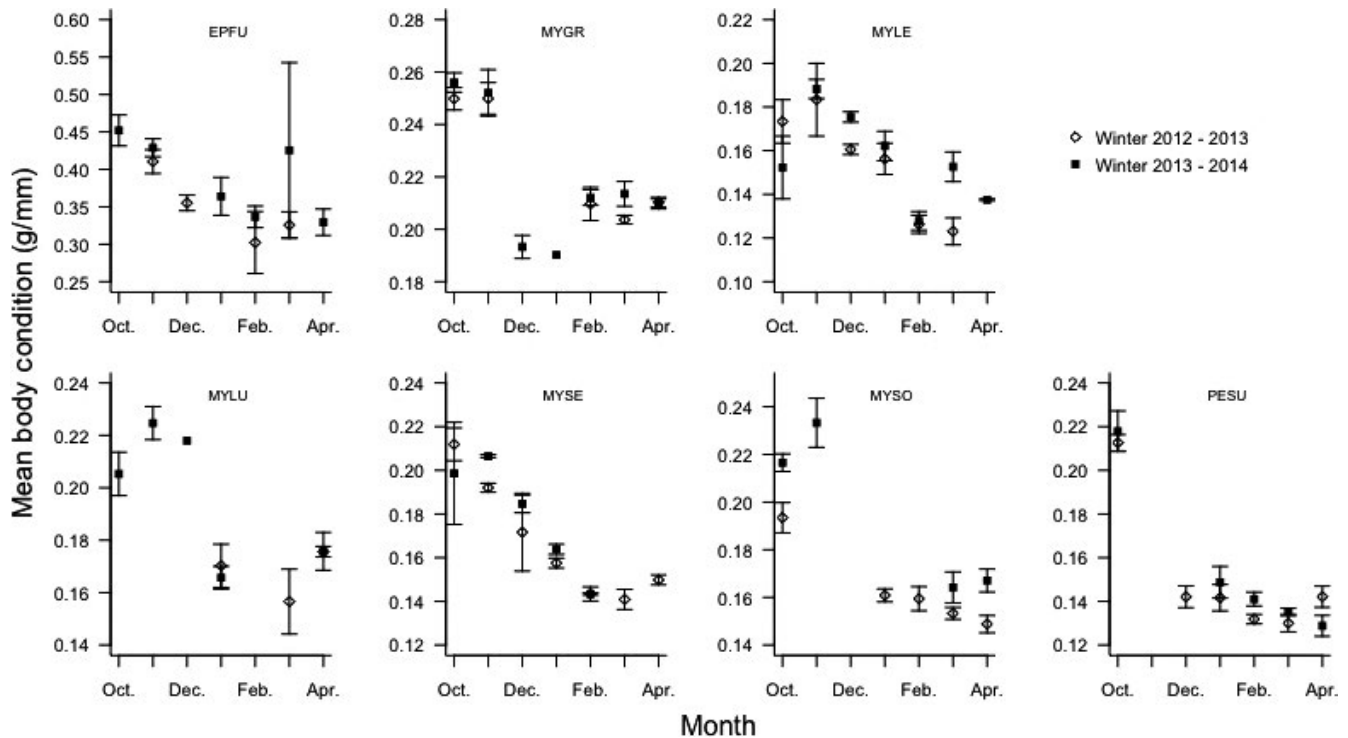 Mean body condition (g/mm)
EPFU
0.60
0.55
0.50
0.45
0.40
0.35
0.30
0.25
Oct. Dec. Feb. Apr.
MYGR
0.28
0.26
0.24
0.22
0.20
0.18
Oct. Dec. Feb. Apr.
MYLE
0.22
0.20
0.18
0.16
0.14
0.12
0.10
Oct. Dec. Feb. Apr.
Winter 2012 - 2013
Winter 2013 - 2014
MYLU
0.24
0.22
0.20
0.18
0.16
0.14
Oct. Dec. Feb. Apr.
MYSE
0.24
0.22
0.20
0.18
0.16
0.14
0.12
Oct. Dec. Feb. Apr.
MYSO
0.24
0.22
0.20
0.18
0.16
0.14
Oct. Dec. Feb. Apr.
PESU
0.24
0.22
0.20
0.18
0.16
0.14
0.12
Oct. Dec. Feb. Apr.
Month